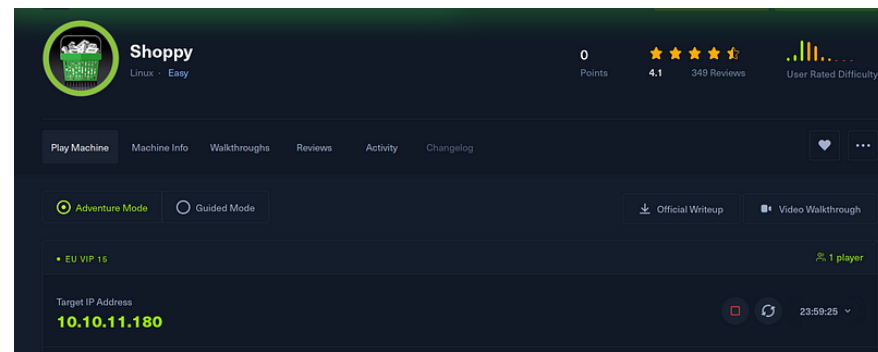 Shoppy
Linux · Easy
0
Points
4.1 349 Reviews
User Rated Difficulty
Play Machine Machine Info Walkthroughs Reviews Activity Changelog
Adventure Mode Guided Mode Official Writeup Video Walkthrough
• EU VIP 15 1 player
Target IP Address
10.10.11.180
23:59:25